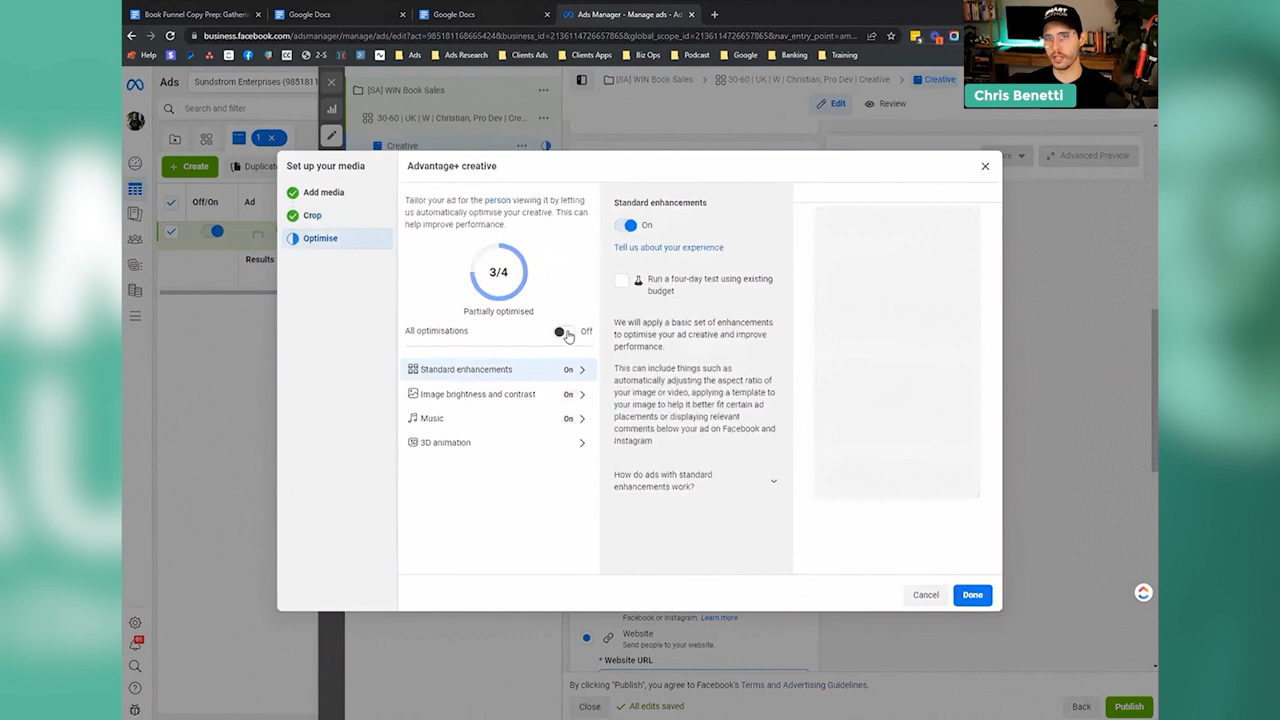 Book Funnel Copy Prep: Gatherin
Google Docs
Google Docs
Ads Manager - Manage ads - Ad
business.facebook.com/adsmanager/manage/ads/edit?act=985181168665424&business_id=2136114726657865&global_scope_id=2136114726657865&nav_entry_point=am...
Help
2-S
Ads
Ads Research
Clients Ads
Clients Apps
Biz Ops
Podcast
Google
Banking
Training
Chris Benetti
Ads
Sundstrom Enterprises (9851811
Search and filter
1
Create
Duplicate
Off/On
Ad
Results
[SA] WIN Book Sales
30-60 | UK | W | Christian, Pro Dev | Cre...
Creative
[SA] WIN Book Sales
30-60 | UK | W | Christian, Pro Dev | Creative
Creative
Edit
Review
Advanced Preview
Set up your media
Add media
Crop
Optimise
Advantage+ creative
Tailor your ad for the person viewing it by letting
us automatically optimise your creative. This can
help improve performance.
3/4
Partially optimised
All optimisations
Off
Standard enhancements
On
Image brightness and contrast
On
Music
On
3D animation
Standard enhancements
On
Tell us about your experience
Run a four-day test using existing
budget
We will apply a basic set of enhancements
to optimise your ad creative and improve
performance.
This can include things such as
automatically adjusting the aspect ratio of
your image or video, applying a template to
your image to help it better fit certain ad
placements or displaying relevant
comments below your ad on Facebook and
Instagram
How do ads with standard
enhancements work?
Cancel
Done
Facebook or Instagram. Learn more
Website
Send people to your website.
* Website URL
By clicking "Publish", you agree to Facebook's Terms and Advertising Guidelines.
Close
All edits saved
Back
Publish